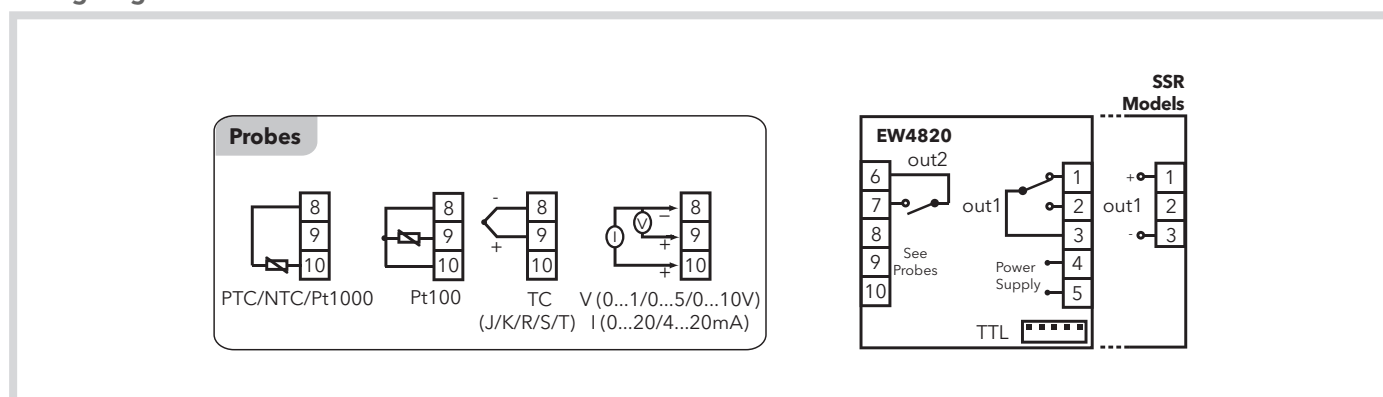 Probes
8
9
10
PTC/NTC/Pt1000
8
9
10
Pt100
-
+
8
9
10
TC
(J/K/R/S/T)
I
V
−
+
+
8
9
10
V (0...1/0...5/0...10V)
I (0...20/4...20mA)
EW4820
out2
6
7
8
9
10
See
Probes
out1
1
2
3
4
5
Power
Supply
TTL
SSR
Models
out1
+
-
1
2
3